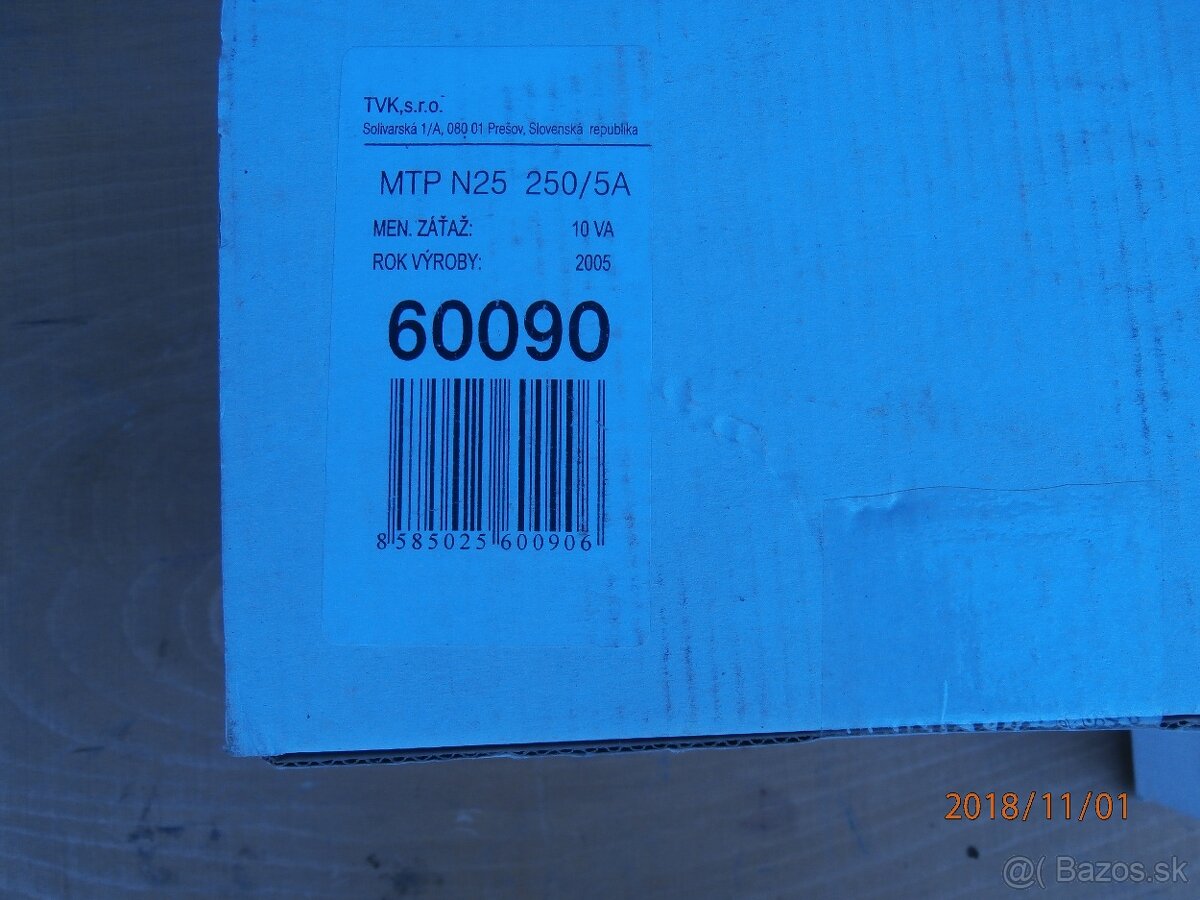 TVK,s.r.o.
Solivarská 1/A, 080 01 Prešov, Slovenská republika
MTP N25 250/5A
MEN. ZÁŤAŽ: 10 VA
ROK VÝROBY: 2005
60090
8 585025 600906
2018/11/01
@( Bazos.sk